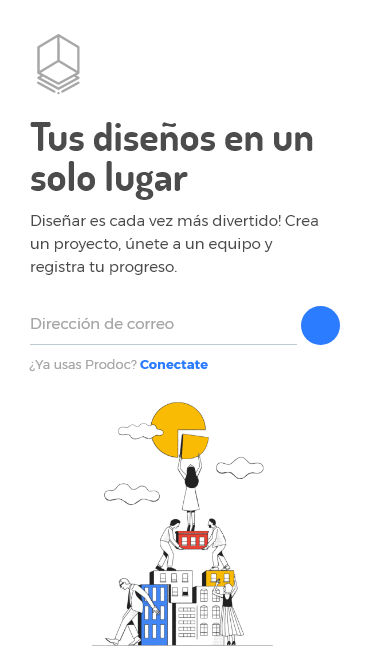 Tus diseños en un
solo lugar
Diseñar es cada vez más divertido! Crea
un proyecto, únete a un equipo y
registra tu progreso.
Dirección de correo
¿Ya usas Prodoc? Conectate